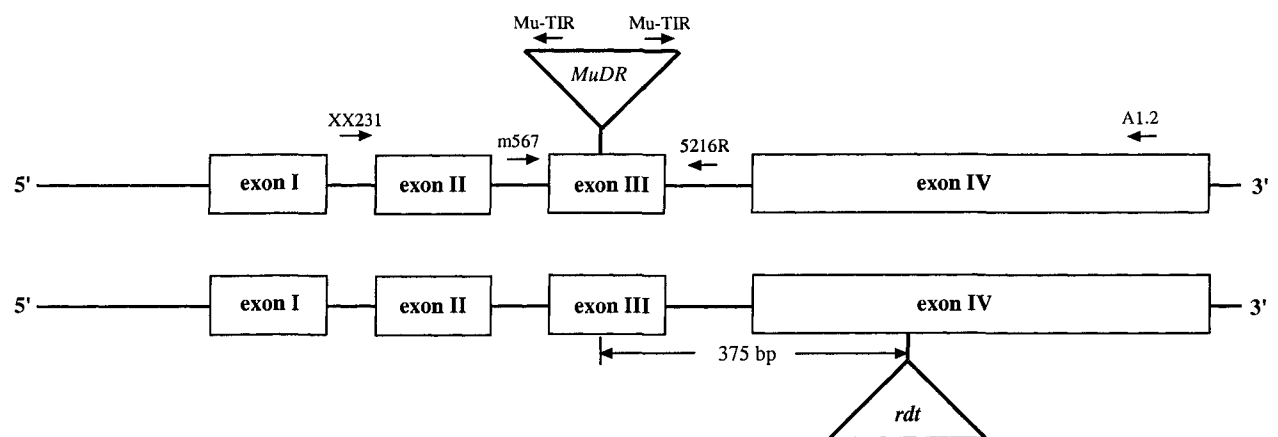 Mu-TIR Mu-TIR
MuDR
XX231 m567 5216R A1.2
5' exon I exon II exon III exon IV 3'
5' exon I exon II exon III exon IV 3'
375 bp
rdt